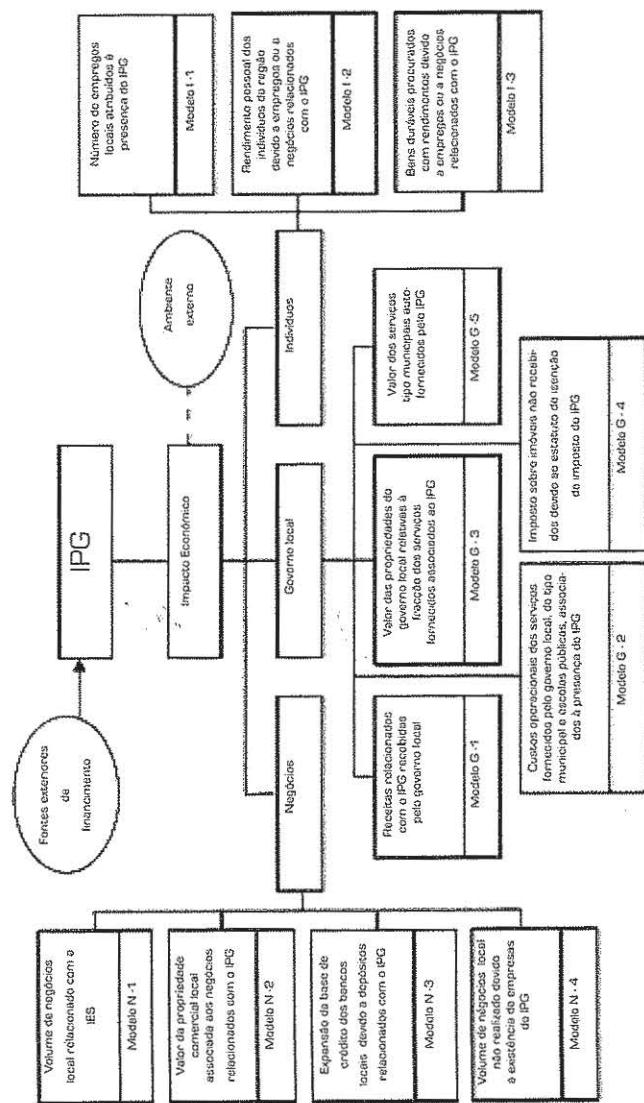 IPG
Fontes exteriores
de
financimento
Impacto Económico
Ambiente
externo
Negócios
Governo local
Indivíduos
Volume de negócios
local relacionado com a
IES
Modelo N -1
Valor da propriedade
comercial local
associada aos negócios
relacionados com o IPG
Modelo N -2
Expansão da base de
crédito dos bancos
locais devido a depósitos
relacionados com o IPG
Modelo N -3
Volume de négócios local
não realizado devido
à existência de empresas
do IPG
Modelo N - 4
Receitas relacionados
com o IPG recebidas
pelo governo local
Modelo G -1
Custos operacionais dos serviços
fornecidos pelo governo local, do tipo
municipal e escolas públicas, associa-
dos à presença do IPG
Modelo G - 2
Valor das propriedades do
governo local relativas à
fracção dos serviços
fornecidos associados ao IPG
Modelo G - 3
Imposto sobre imóveis não recebi-
dos devido ao estatuto de isenção
de imposto do IPG
Modelo G - 4
Valor dos serviços
tipo municipais auto-
fornecidos pelo IPG
Modelo G -5
Número de empregos
locais atribuídos à
presença do IPG
Modelo I -1
Rendimento pessoal dos
indivíduos da região
devido a empregos ou a
negócios relacionados
com o IPG
Modelo I -2
Bens duráveis procurados
com rendimentos devido
a empregos ou a negócios
relacionados com o IPG
Modelo I -3